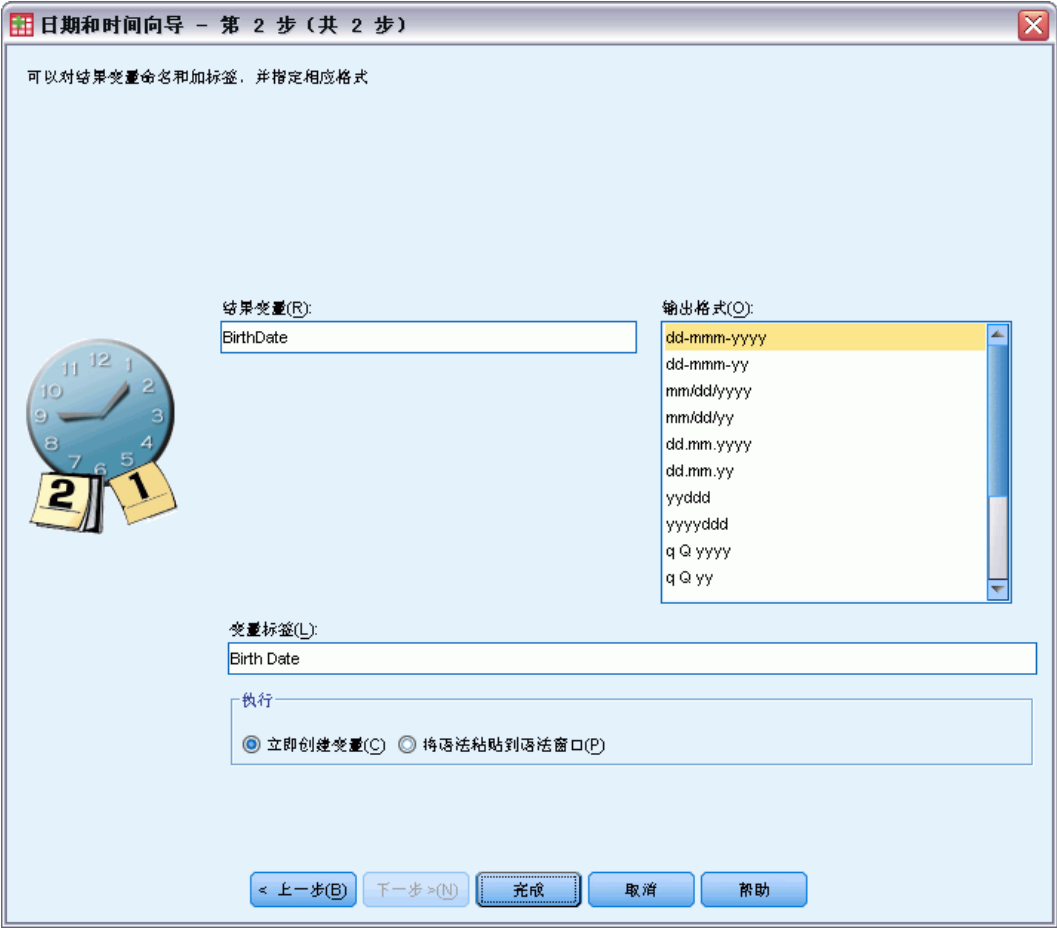 日期和时间向导 - 第 2 步（共 2 步）
可以对结果变量命名和加标签，并指定相应格式
结果变量(R):
BirthDate
输出格式(O):
dd-mmm-yyyy
dd-mmm-yy
mm/dd/yyyy
mm/dd/yy
dd.mm.yyyy
dd.mm.yy
yyddd
yyyyddd
q Q yyyy
q Q yy
12
1
2
3
4
5
6
7
8
9
10
11
2
1
变量标签(L):
Birth Date
执行
立即创建变量(C) 将语法粘贴到语法窗口(P)
< 上一步(B) 下一步 >(N) 完成 取消 帮助